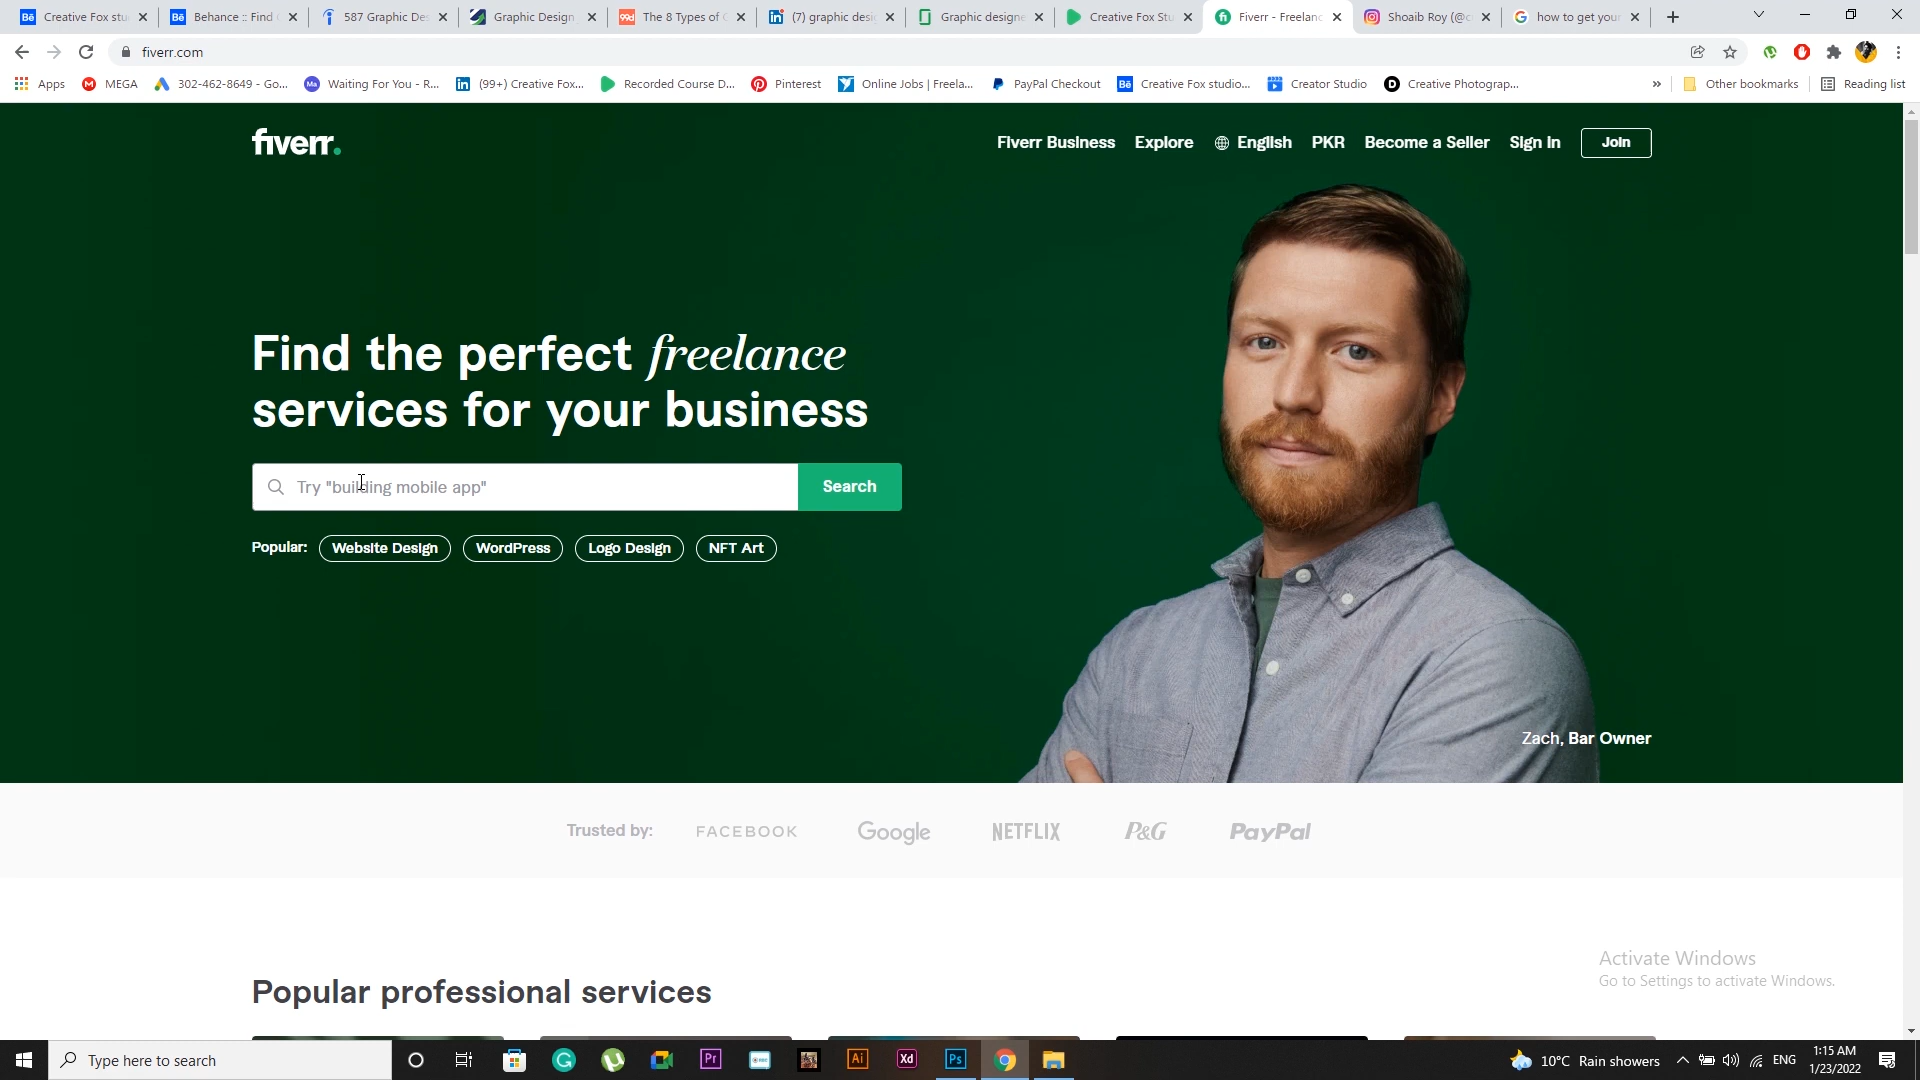 Creative Fox stu
Behance :: Find
587 Graphic Des
Graphic Design
The 8 Types of
(7) graphic desi
Graphic designe
Creative Fox Stu
Fiverr - Freelanc
Shoaib Roy (@c
how to get your
fiverr.com
Apps
MEGA
302-462-8649 - Go...
Waiting For You - R...
(99+) Creative Fox...
Recorded Course D...
Pinterest
Online Jobs | Freela...
PayPal Checkout
Creative Fox studio...
Creator Studio
Creative Photograp...
»
Other bookmarks
Reading list
fiverr.
Fiverr Business
Explore
English
PKR
Become a Seller
Sign In
Join
Find the perfect freelance
services for your business
Try "building mobile app"
Search
Popular:
Website Design
WordPress
Logo Design
NFT Art
Zach, Bar Owner
Trusted by:
FACEBOOK
Google
NETFLIX
P&G
PayPal
Popular professional services
Activate Windows
Go to Settings to activate Windows.
Type here to search
Pr
Ai
Xd
Ps
10°C Rain showers
ENG
1:15 AM
1/23/2022